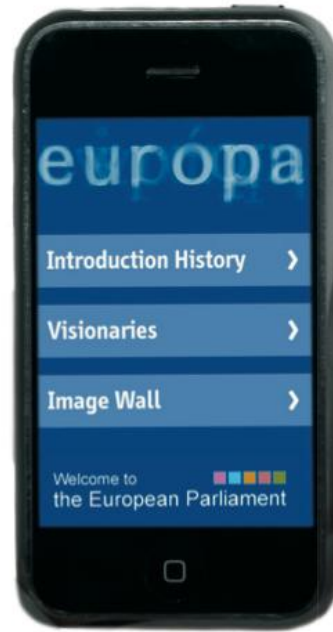 europa
Introduction History
Visionaries
Image Wall
Welcome to
the European Parliament